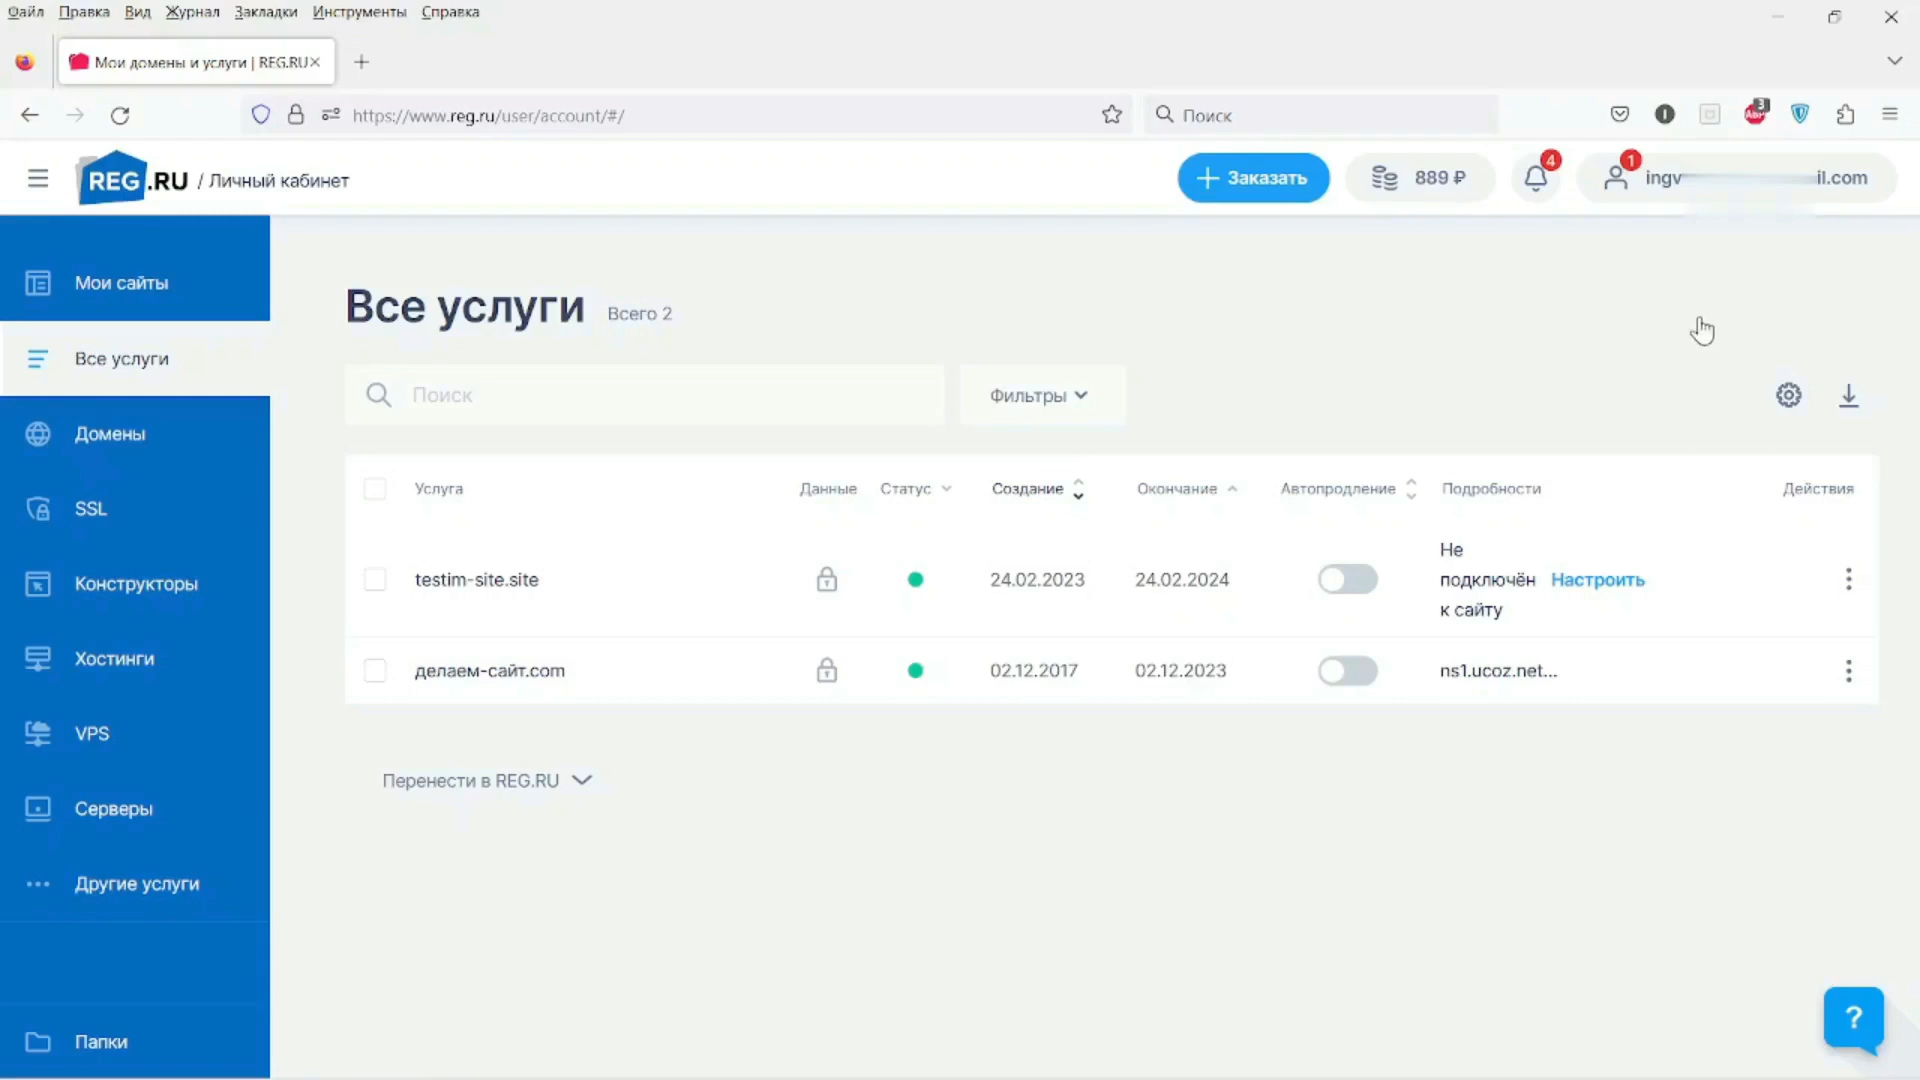 Файл Правка Вид Журнал Закладки Инструменты Справка
Мои домены и услуги | REG.RU
https://www.reg.ru/user/account/#/
Поиск
3
REG.RU / Личный кабинет
Заказать
889 ₽
4
1
ingv il.com
Мои сайты
Все услуги
Домены
SSL
Конструкторы
Хостинги
VPS
Серверы
Другие услуги
Папки
Все услуги Всего 2
Поиск
Фильтры
Услуга Данные Статус Создание Окончание Автопродление Подробности Действия
testim-site.site 24.02.2023 24.02.2024 Не
подключён Настроить
к сайту
делаем-сайт.com 02.12.2017 02.12.2023 ns1.ucoz.net...
Перенести в REG.RU
?